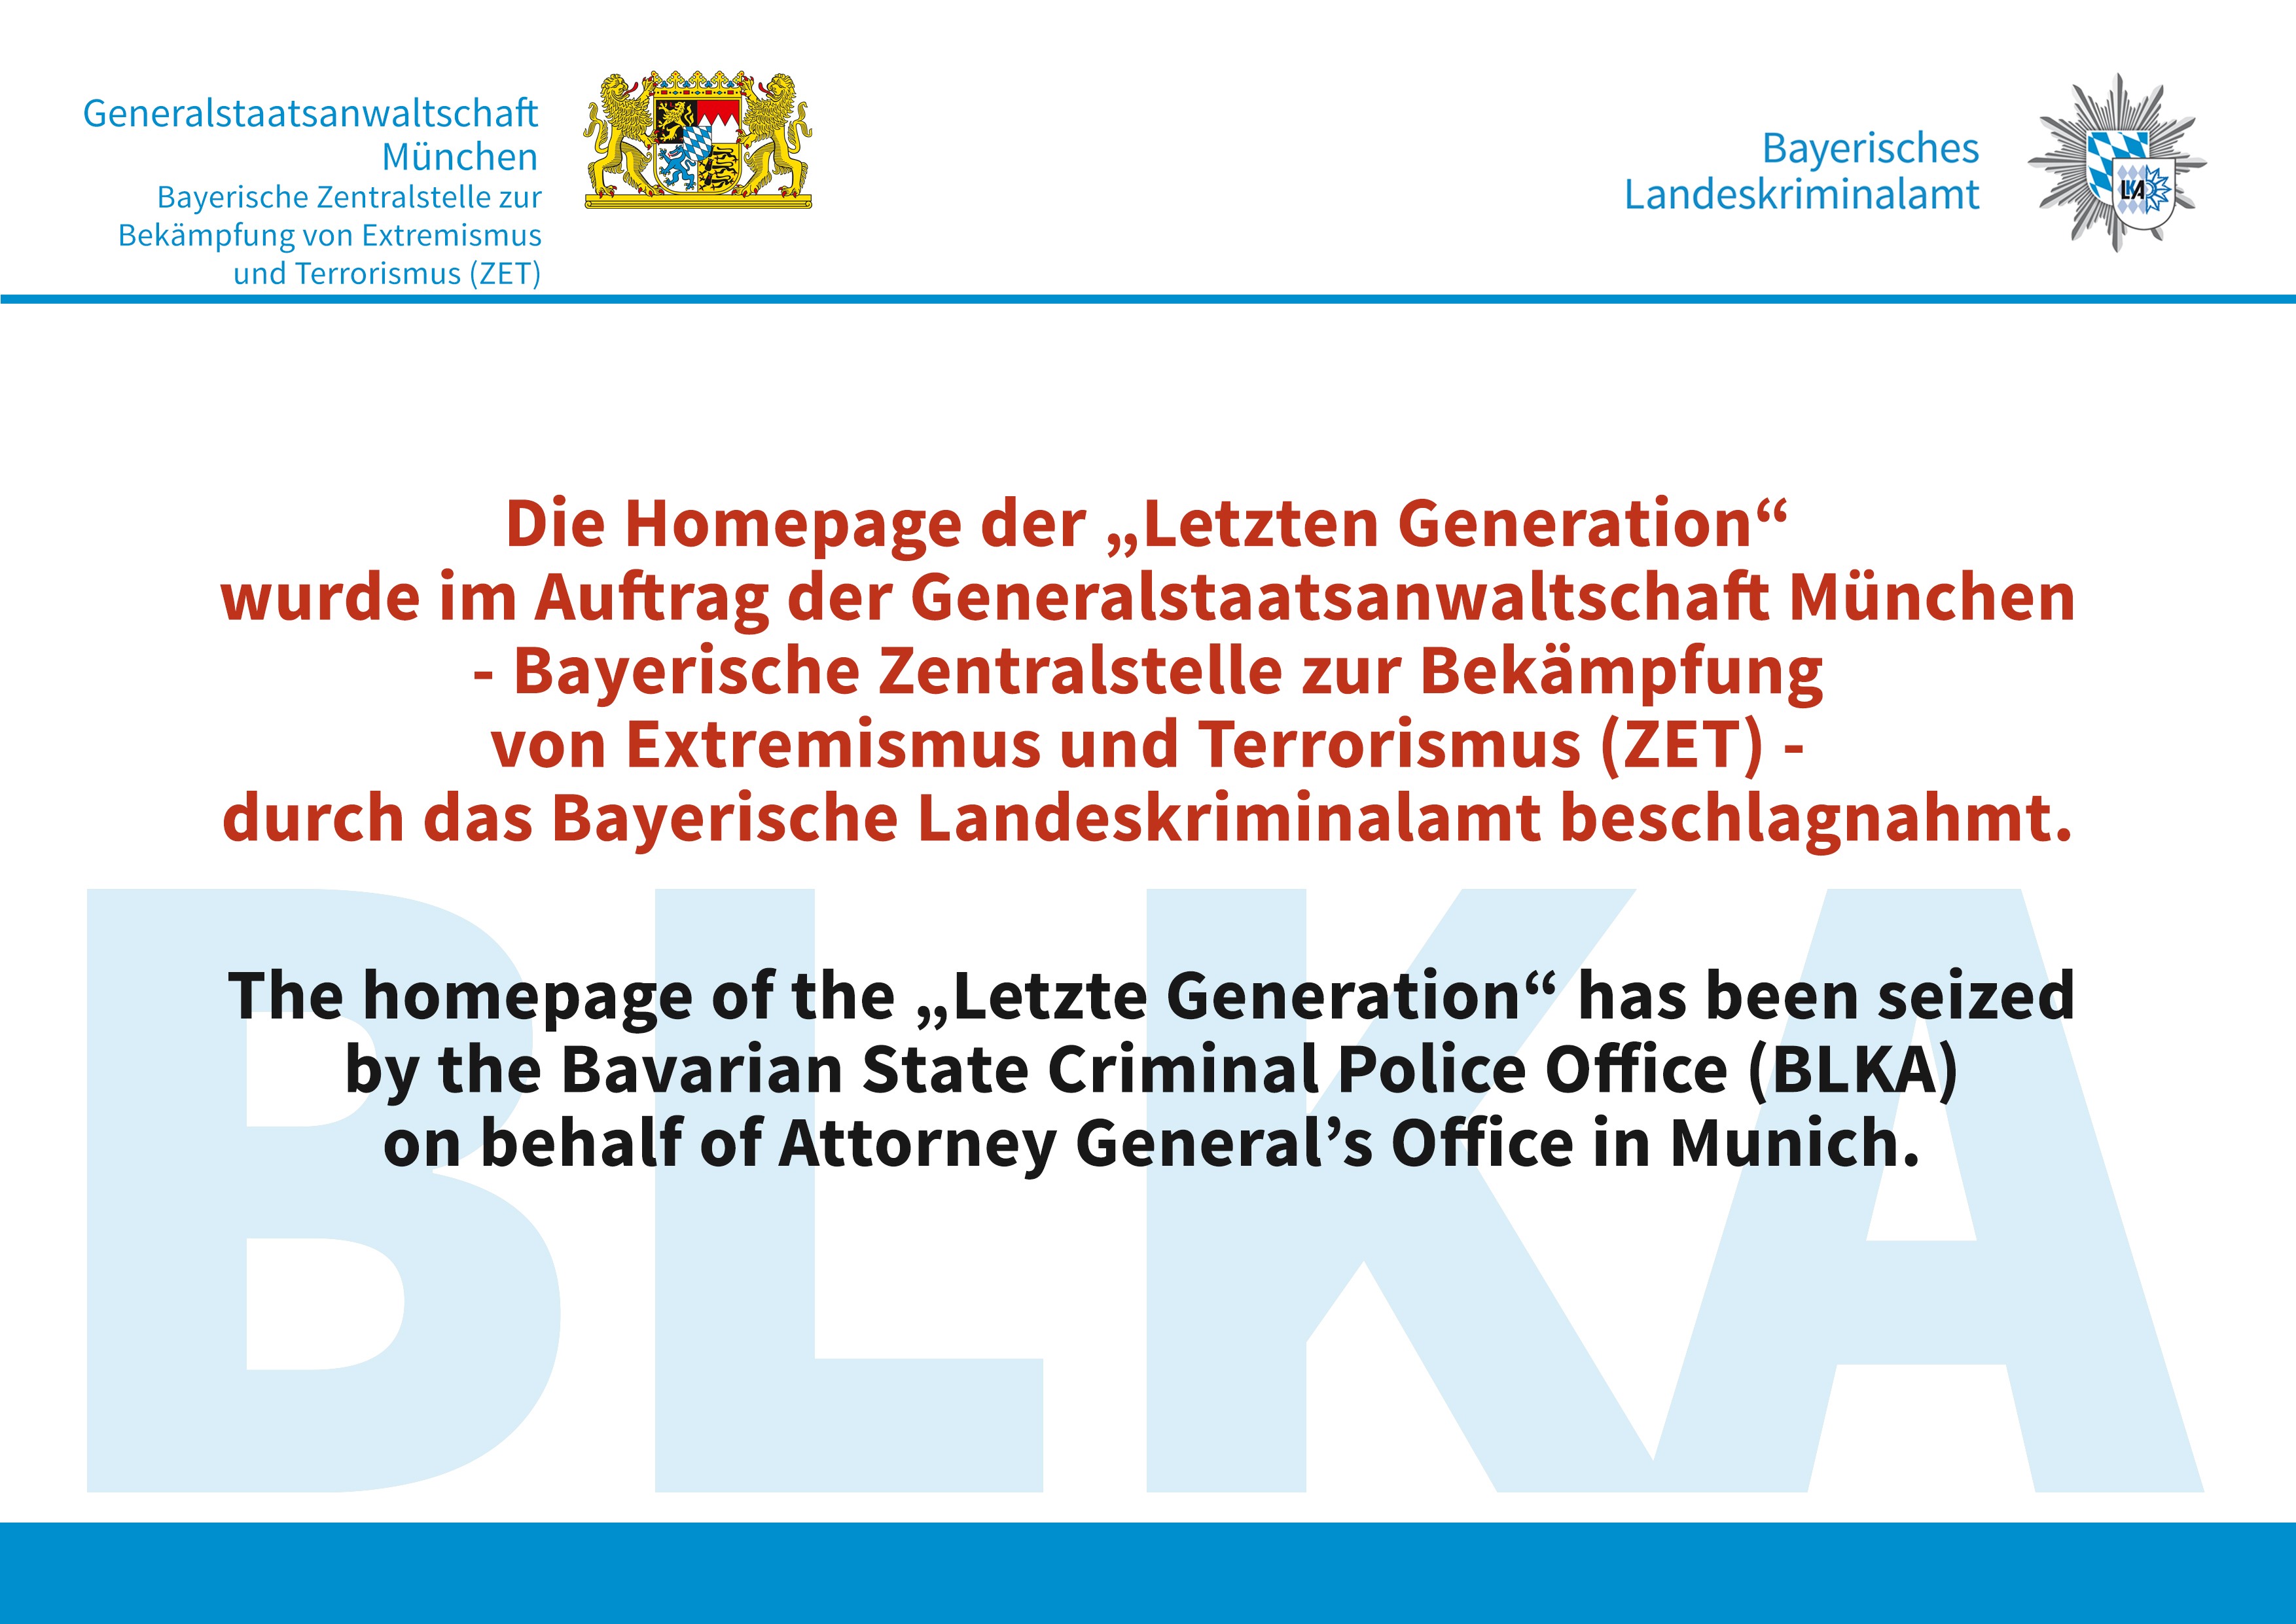 Generalstaatsanwaltschaft
München
Bayerische Zentralstelle zur
Bekämpfung von Extremismus
und Terrorismus (ZET)
Bayerisches
Landeskriminalamt
LKA
Die Homepage der „Letzten Generation“
wurde im Auftrag der Generalstaatsanwaltschaft München
- Bayerische Zentralstelle zur Bekämpfung
von Extremismus und Terrorismus (ZET) -
durch das Bayerische Landeskriminalamt beschlagnahmt.
The homepage of the „Letzte Generation“ has been seized
by the Bavarian State Criminal Police Office (BLKA)
on behalf of Attorney General’s Office in Munich.
BLKA